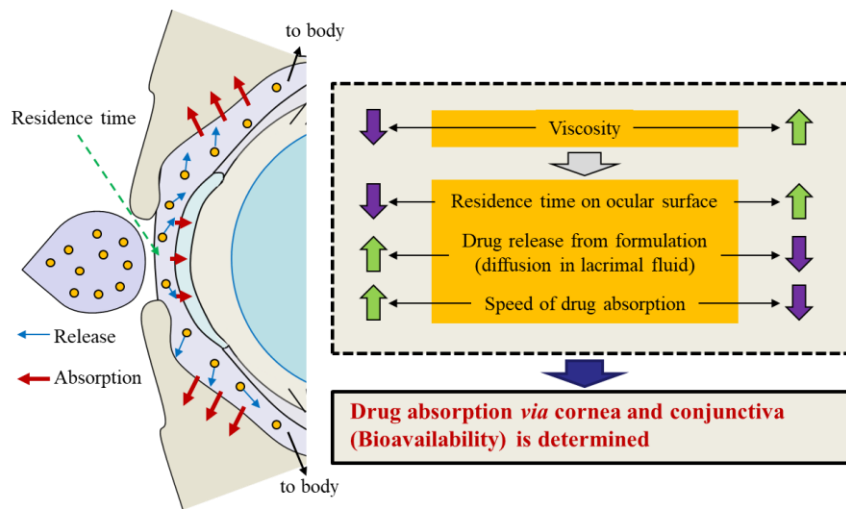 to body
Residence time
Release
Absorption
to body
Viscosity
Residence time on ocular surface
Drug release from formulation
(diffusion in lacrimal fluid)
Speed of drug absorption
Drug absorption via cornea and conjunctiva
(Bioavailability) is determined